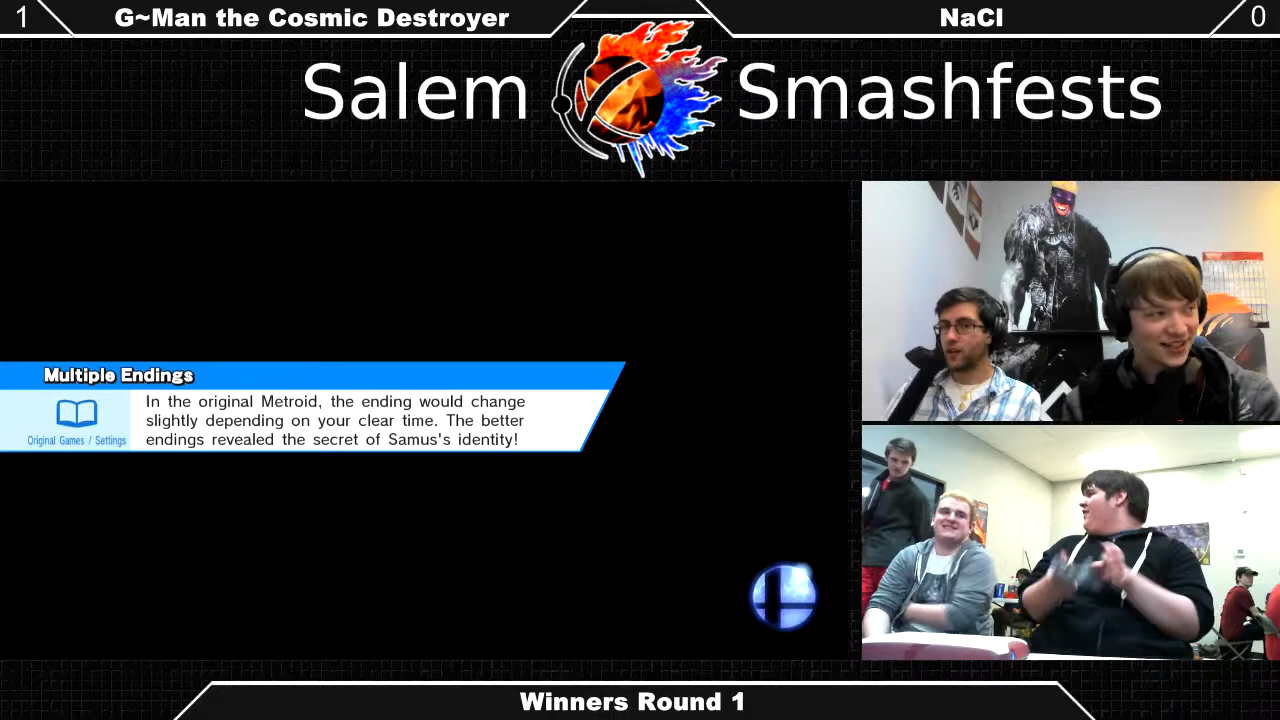 1
G~Man the Cosmic Destroyer
NaCl
0
Salem
Smashfests
Multiple Endings
Original Games / Settings
In the original Metroid, the ending would change
slightly depending on your clear time. The better
endings revealed the secret of Samus's identity!
Winners Round 1